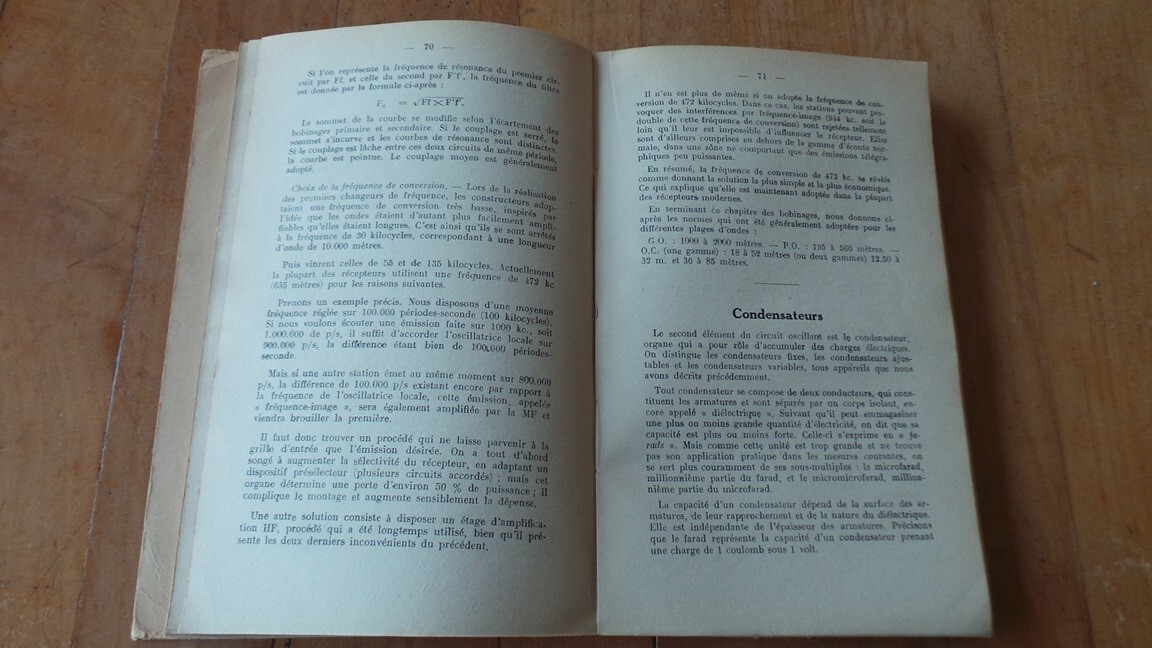 — 70 —
Si l'on représente la fréquence de résonance du premier cir-
cuit par Ff, et celle du second par F'f', la fréquence du filtre
est donnée par la formule ci-après :
F₀ = √Ff × F'f'.
Le sommet de la courbe se modifie selon l'écartement des
bobinages primaire et secondaire. Si le couplage est serré, le
sommet s'incurve et les courbes de résonance sont distinctes.
Si le couplage est lâche entre ces deux circuits de même période,
la courbe est pointue. Le couplage moyen est généralement
adopté.
Choix de la fréquence de conversion. — Lors de la réalisation
des premiers changeurs de fréquence, les constructeurs adop-
taient une fréquence de conversion très basse, inspirés par
l'idée que les ondes étaient d'autant plus facilement ampli-
fiables qu'elles étaient longues. C'est ainsi qu'ils se sont arrêtés
à la fréquence de 30 kilocycles, correspondant à une longueur
d'onde de 10.000 mètres.
Puis vinrent celles de 55 et de 135 kilocycles. Actuellement
la plupart des récepteurs utilisent une fréquence de 472 kc
(635 mètres) pour les raisons suivantes.
Prenons un exemple précis. Nous disposons d'une moyenne
fréquence réglée sur 100.000 périodes-seconde (100 kilocycles).
Si nous voulons écouter une émission faite sur 1000 kc., soit
1.000.000 de p/s, il suffit d'accorder l'oscillatrice locale sur
900.000 p/s, la différence étant bien de 100.000 périodes-
seconde.
Mais si une autre station émet au même moment sur 800.000
p/s, la différence de 100.000 p/s existant encore par rapport à
la fréquence de l'oscillatrice locale, cette émission, appelée
« fréquence-image », sera également amplifiée par la MF et
viendra brouiller la première.
Il faut donc trouver un procédé qui ne laisse parvenir à la
grille d'entrée que l'émission désirée. On a tout d'abord
songé à augmenter la sélectivité du récepteur, en adaptant un
dispositif présélecteur (plusieurs circuits accordés) ; mais cet
organe détermine une perte d'environ 50 % de puissance ; il
complique le montage et augmente sensiblement la dépense.
Une autre solution consiste à disposer un étage d'amplifica-
tion HF, procédé qui a été longtemps utilisé, bien qu'il pré-
sente les deux derniers inconvénients du précédent.
— 71 —
Il n'en est plus de même si on adopte la fréquence de con-
version de 472 kilocycles. Dans ce cas, les stations pouvant pro-
voquer des interférences par fréquence-image (944 kc. soit le
double de cette fréquence de conversion) sont rejetées tellement
loin qu'il leur est impossible d'influencer le récepteur. Elles
sont d'ailleurs comprises en dehors de la gamme d'écoute nor-
male, dans une zône ne comportant que des émissions télégra-
phiques peu puissantes.
En résumé, la fréquence de conversion de 472 kc. se révèle
comme donnant la solution la plus simple et la plus économique.
Ce qui explique qu'elle est maintenant adoptée dans la plupart
des récepteurs modernes.
En terminant ce chapitre des bobinages, nous donnons ci-
après les normes qui ont été généralement adoptées pour les
différentes plages d'ondes :
G.O. : 1000 à 2000 mètres. — P.O. : 195 à 560 mètres. —
O.C. (une gamme) : 18 à 52 mètres (ou deux gammes) 12.50 à
32 m. et 30 à 85 mètres.
Condensateurs
Le second élément du circuit oscillant est le condensateur,
organe qui a pour rôle d'accumuler des charges électriques.
On distingue les condensateurs fixes, les condensateurs ajus-
tables et les condensateurs variables, tous appareils que nous
avons décrits précédemment.
Tout condensateur se compose de deux conducteurs, qui cons-
tituent les armatures et sont séparés par un corps isolant, en-
core appelé « diélectrique ». Suivant qu'il peut emmagasiner
une plus ou moins grande quantité d'électricité, on dit que sa
capacité est plus ou moins forte. Celle-ci s'exprime en « fa-
rads ». Mais comme cette unité est trop grande et ne trouve
pas son application pratique dans les mesures courantes, on
se sert plus couramment de ses sous-multiples : le microfarad,
millionnième partie du farad, et le micromicrofarad, million-
nième partie du microfarad.
La capacité d'un condensateur dépend de la surface des ar-
matures, de leur rapprochement et de la nature du diélectrique.
Elle est indépendante de l'épaisseur des armatures. Précisons
que le farad représente la capacité d'un condensateur prenant
une charge de 1 coulomb sous 1 volt.